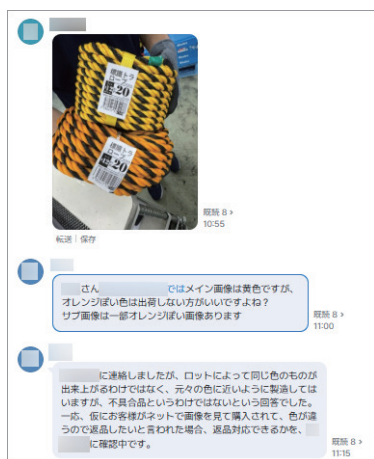 標識トラ
ロープ
20
標識トラ
ロープ
20
既読 8
10:55
転送｜保存
さん
ではメイン画像は黄色ですが、
オレンジぽい色は出荷しない方がいいですよね？
サブ画像は一部オレンジぽい画像あります
既読 8
11:00
に連絡しましたが、ロットによって同じ色のものが
出来上がるわけではなく、元々の色に近いように製造しては
いますが、不具合品というわけではないという回答でした。
一応、仮にお客様がネットで画像を見て購入されて、色が違
うので返品したいと言われた場合、返品対応できるかを、
に確認中です。
既読 8
11:15